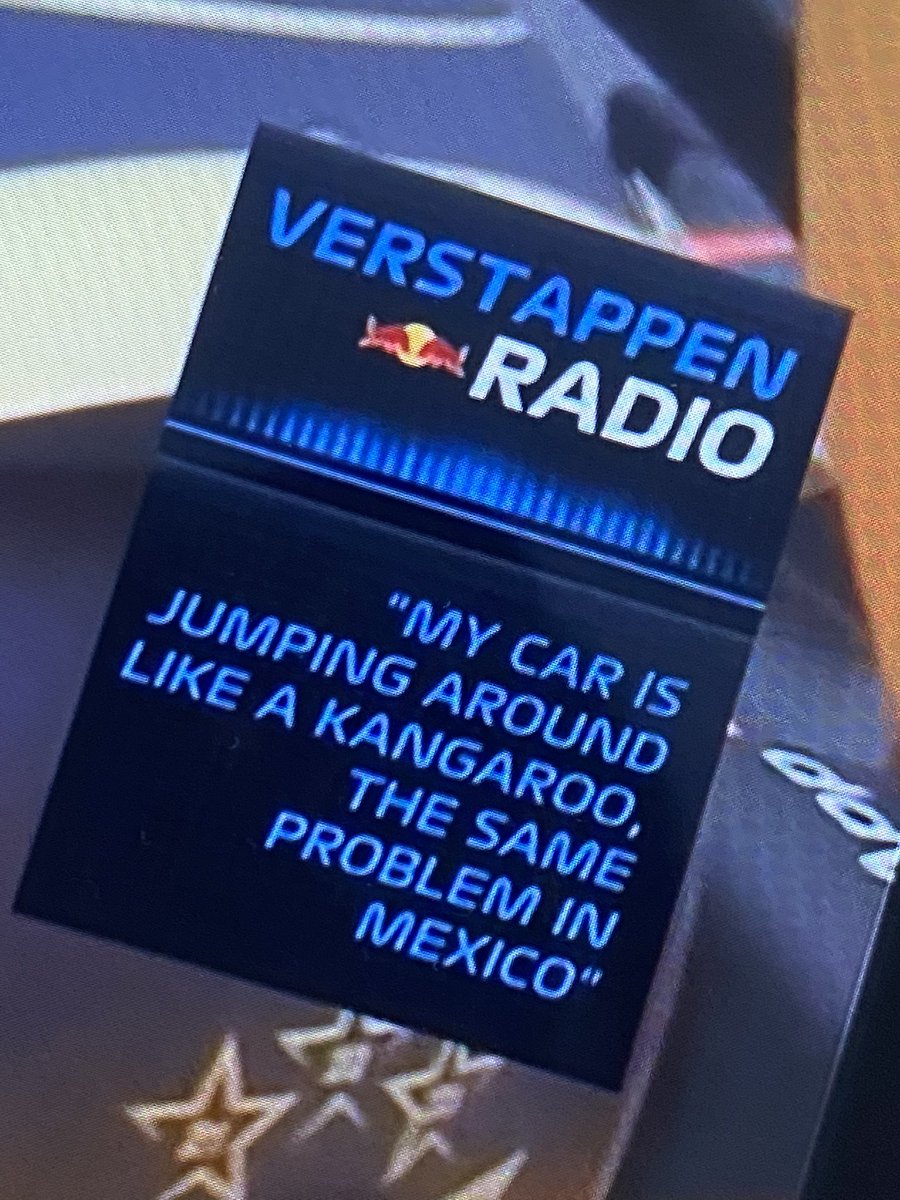 VERSTAPPEN
RADIO
"MY CAR IS
JUMPING AROUND
LIKE A KANGAROO,
THE SAME
PROBLEM IN
MEXICO"